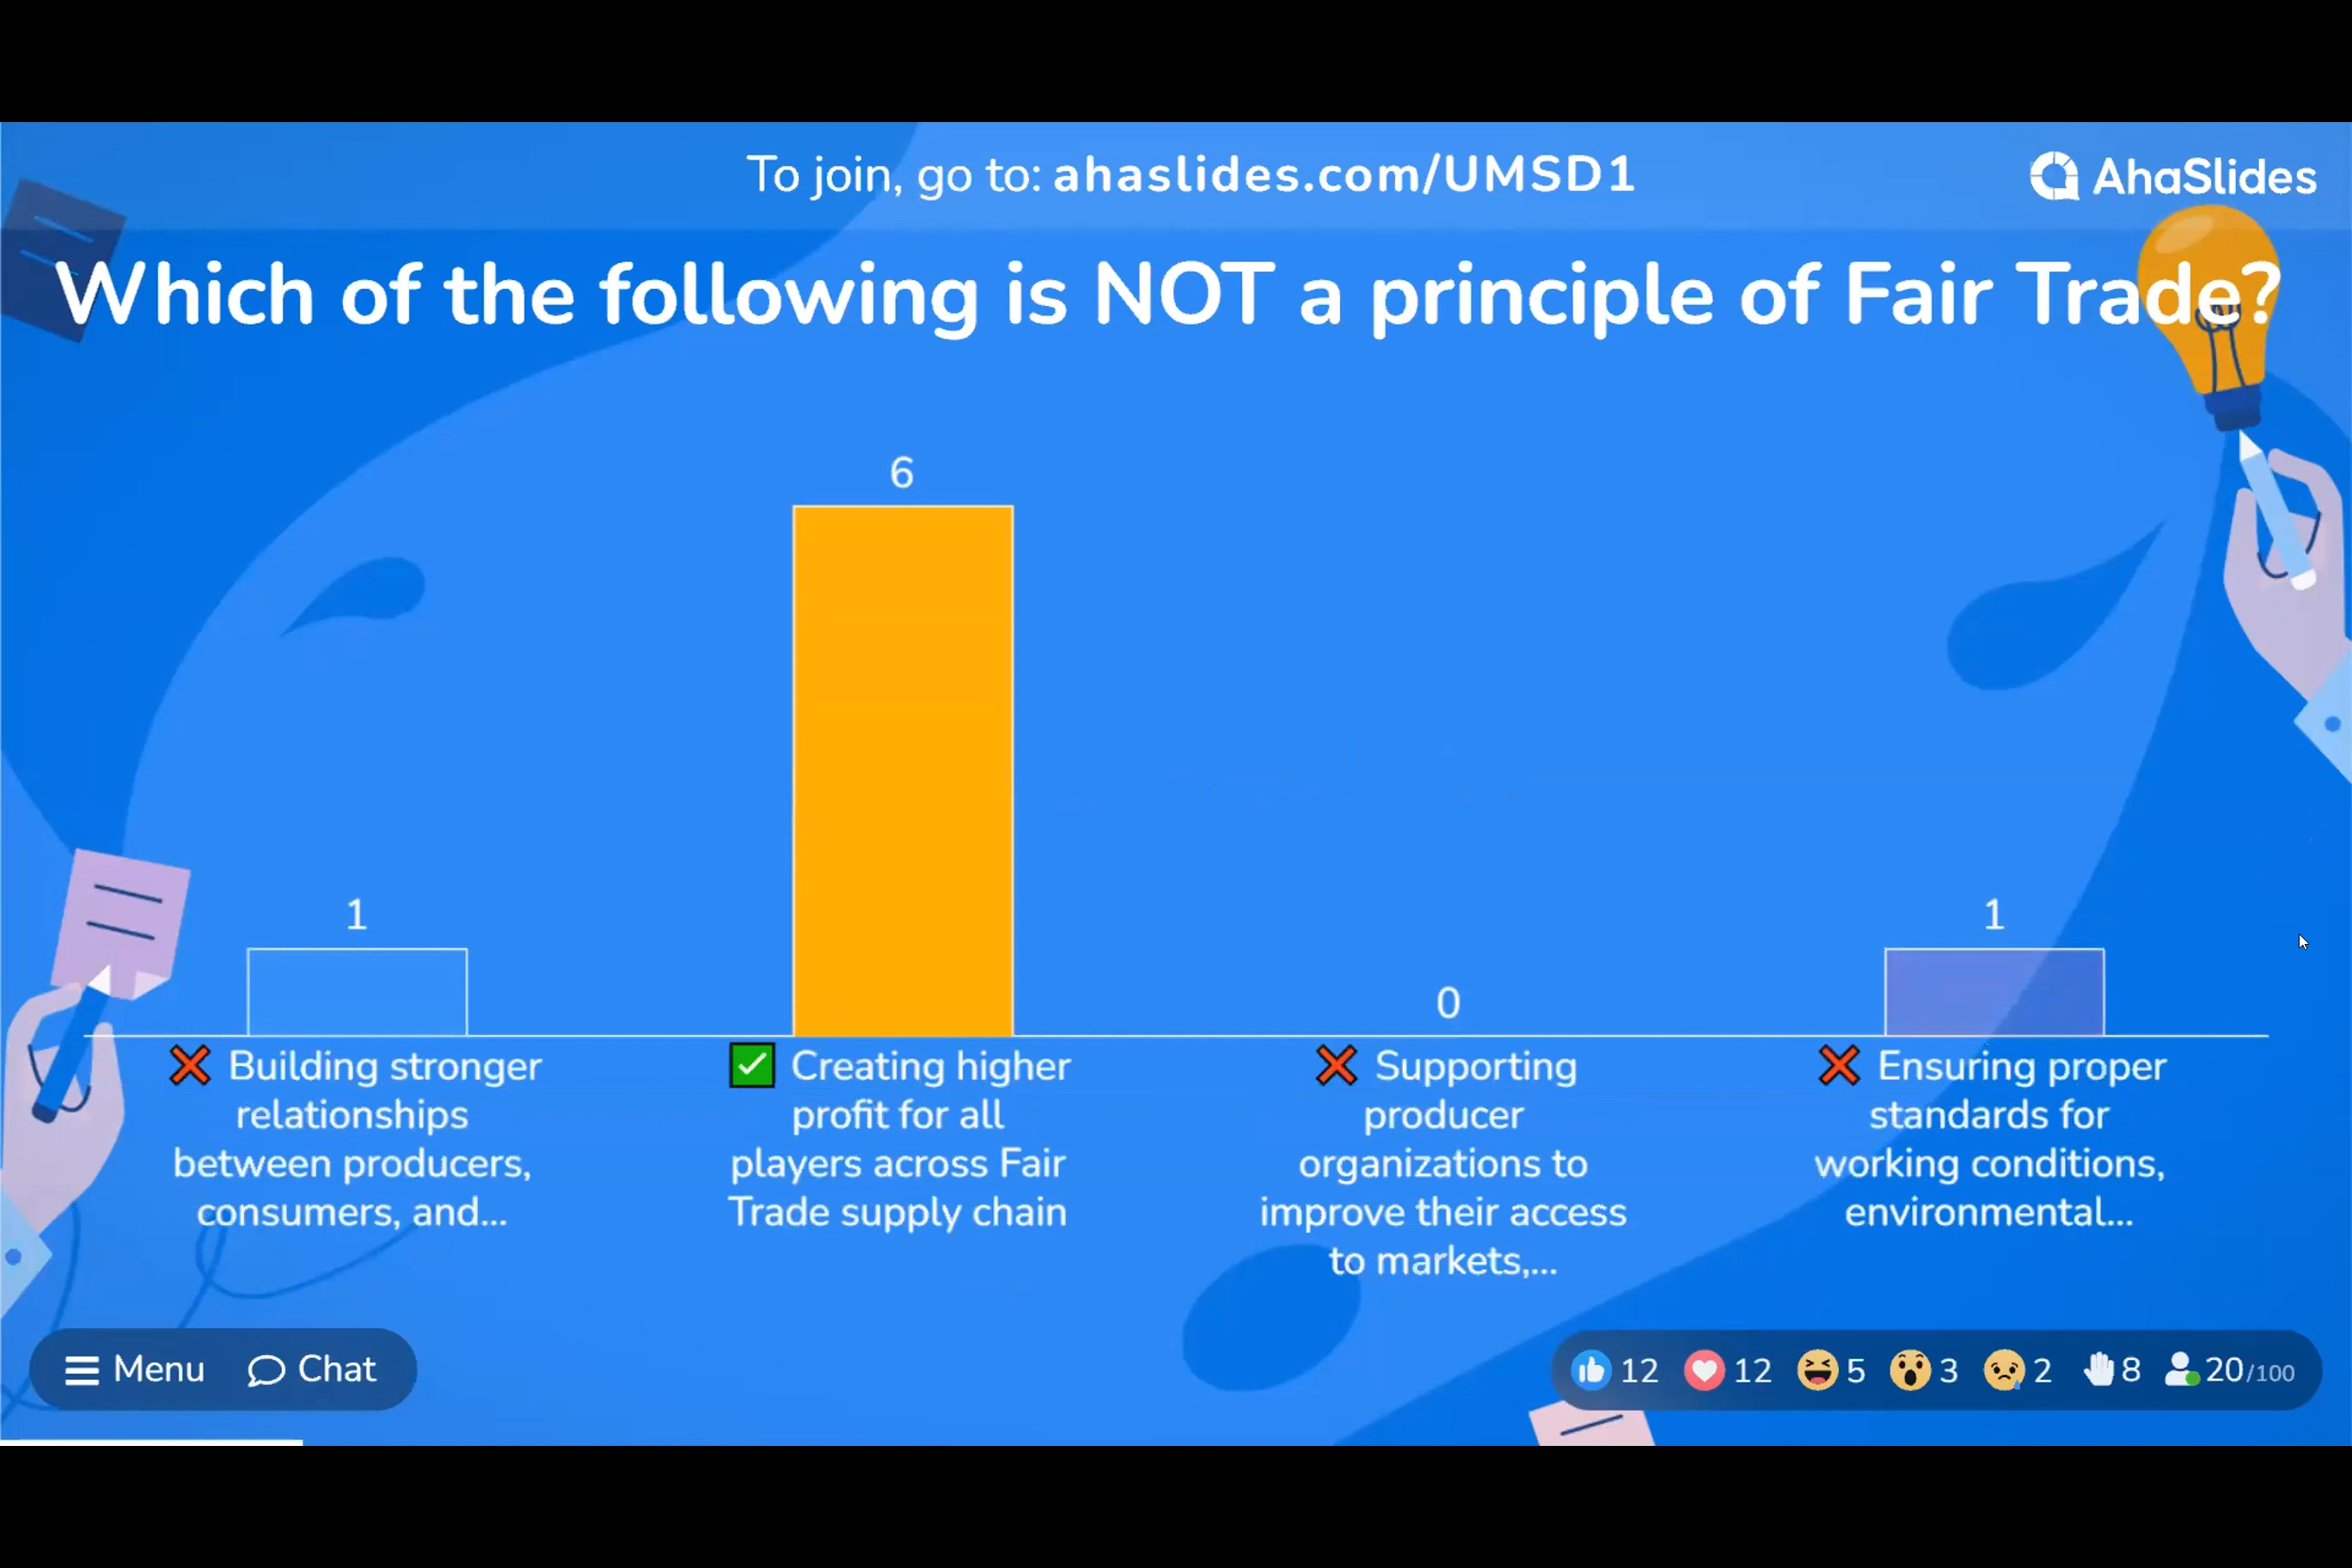 To join, go to: ahaslides.com/UMSD1
AhaSlides
Which of the following is NOT a principle of Fair Trade?
1
6
0
1
Building stronger
relationships
between producers,
consumers, and...
Creating higher
profit for all
players across Fair
Trade supply chain
Supporting
producer
organizations to
improve their access
to markets,...
Ensuring proper
standards for
working conditions,
environmental...
Menu Chat
12 12 5 3 2 8 20/100